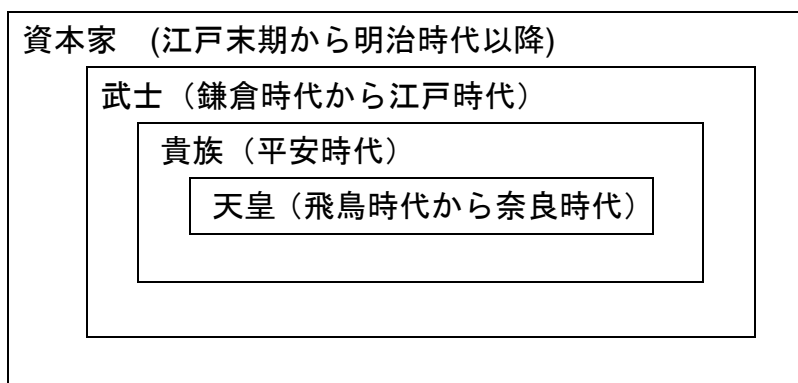 資本家　(江戸末期から明治時代以降)
武士（鎌倉時代から江戸時代）
貴族（平安時代）
天皇（飛鳥時代から奈良時代）